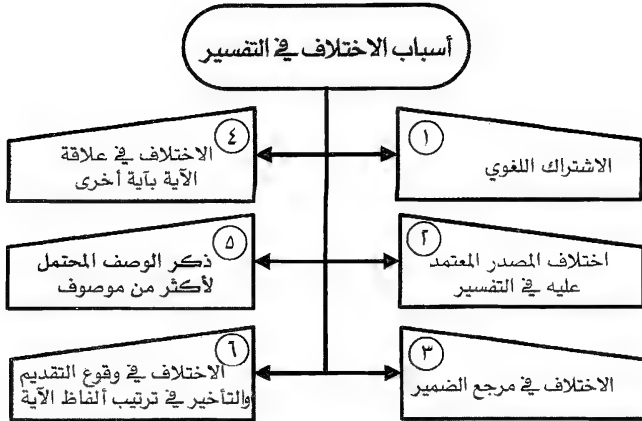 أسباب الاختلاف في التفسير
١
الاشتراك اللغوي
٢
اختلاف المصدر المعتمد
عليه في التفسير
٣
الاختلاف في مرجع الضمير
٤
الاختلاف في علاقة
الآية بآية أخرى
٥
ذكر الوصف المحتمل
لأكثر من موصوف
٦
الاختلاف في وقوع التقديم
والتأخير في ترتيب ألفاظ الآية